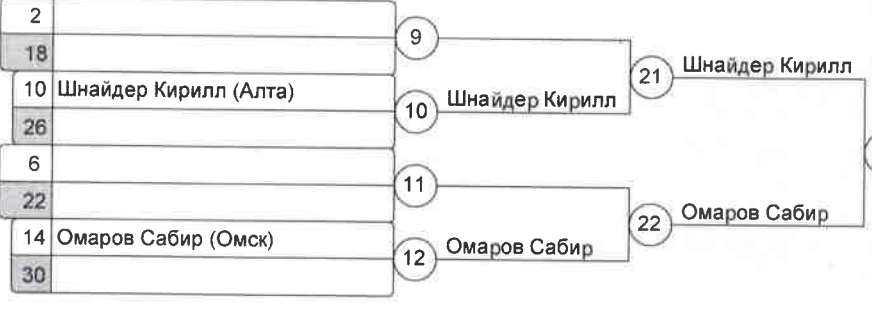 2
18
9
10 Шнайдер Кирилл (Алта)
26
10 Шнайдер Кирилл
21 Шнайдер Кирилл
6
22
11
14 Омаров Сабир (Омск)
30
12 Омаров Сабир
22 Омаров Сабир